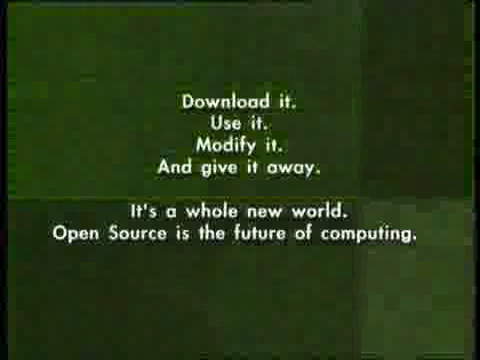 Download it.
Use it.
Modify it.
And give it away.
It's a whole new world.
Open Source is the future of computing.